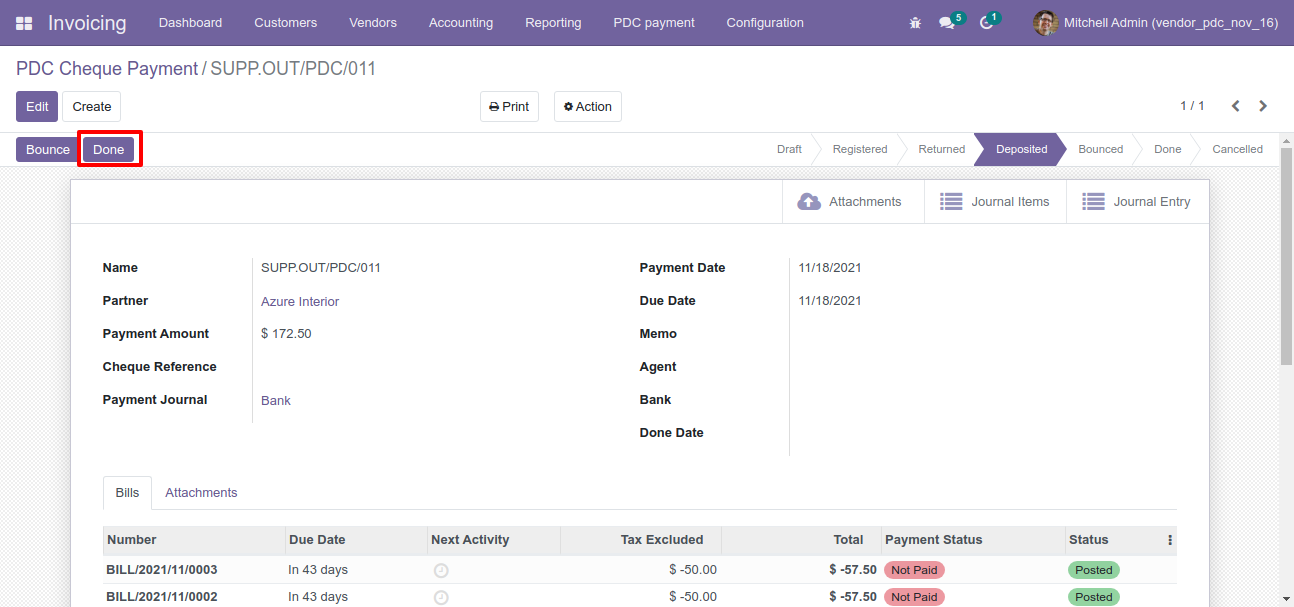 Invoicing Dashboard Customers Vendors Accounting Reporting PDC payment Configuration 5 1 Mitchell Admin (vendor_pdc_nov_16)
PDC Cheque Payment / SUPP.OUT/PDC/011
Edit Create Print Action 1 / 1
Bounce Done Draft Registered Returned Deposited Bounced Done Cancelled
Attachments Journal Items Journal Entry
Name SUPP.OUT/PDC/011 Payment Date 11/18/2021
Partner Azure Interior Due Date 11/18/2021
Payment Amount $ 172.50 Memo
Cheque Reference Agent
Payment Journal Bank Bank
Done Date
Bills Attachments
Number Due Date Next Activity Tax Excluded Total Payment Status Status
BILL/2021/11/0003 In 43 days $ -50.00 $ -57.50 Not Paid Posted
BILL/2021/11/0002 In 43 days $ -50.00 $ -57.50 Not Paid Posted